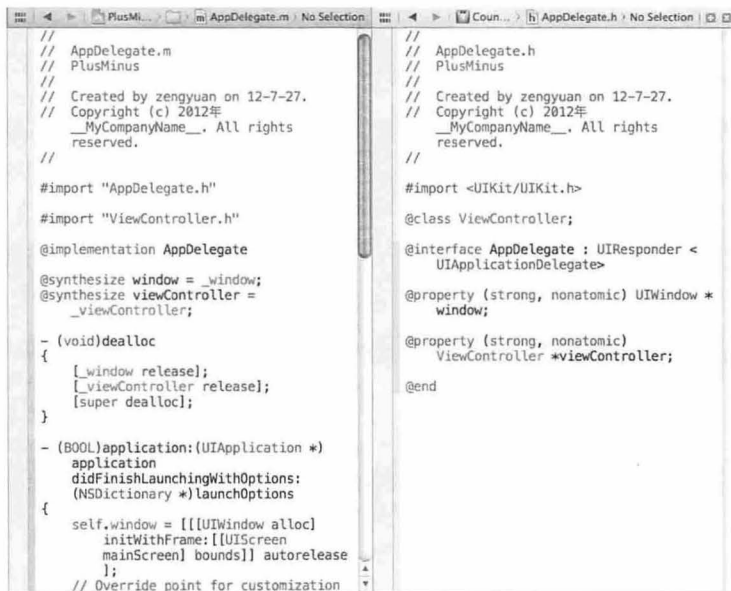 PlusMi... AppDelegate.m No Selection
//
//  AppDelegate.m
//  PlusMinus
//
//  Created by zengyuan on 12-7-27.
//  Copyright (c) 2012年
    __MyCompanyName__. All rights
    reserved.
//

#import "AppDelegate.h"

#import "ViewController.h"

@implementation AppDelegate

@synthesize window = _window;
@synthesize viewController =
    _viewController;

- (void)dealloc
{
    [_window release];
    [_viewController release];
    [super dealloc];
}

- (BOOL)application:(UIApplication *)
    application
    didFinishLaunchingWithOptions:
    (NSDictionary *)launchOptions
{
    self.window = [[[UIWindow alloc]
        initWithFrame:[[UIScreen
        mainScreen] bounds]] autorelease
        ];
    // Override point for customization
Coun... h AppDelegate.h No Selection
//
//  AppDelegate.h
//  PlusMinus
//
//  Created by zengyuan on 12-7-27.
//  Copyright (c) 2012年
    __MyCompanyName__. All rights
    reserved.
//

#import <UIKit/UIKit.h>

@class ViewController;

@interface AppDelegate : UIResponder <
    UIApplicationDelegate>

@property (strong, nonatomic) UIWindow *
    window;

@property (strong, nonatomic)
    ViewController *viewController;

@end